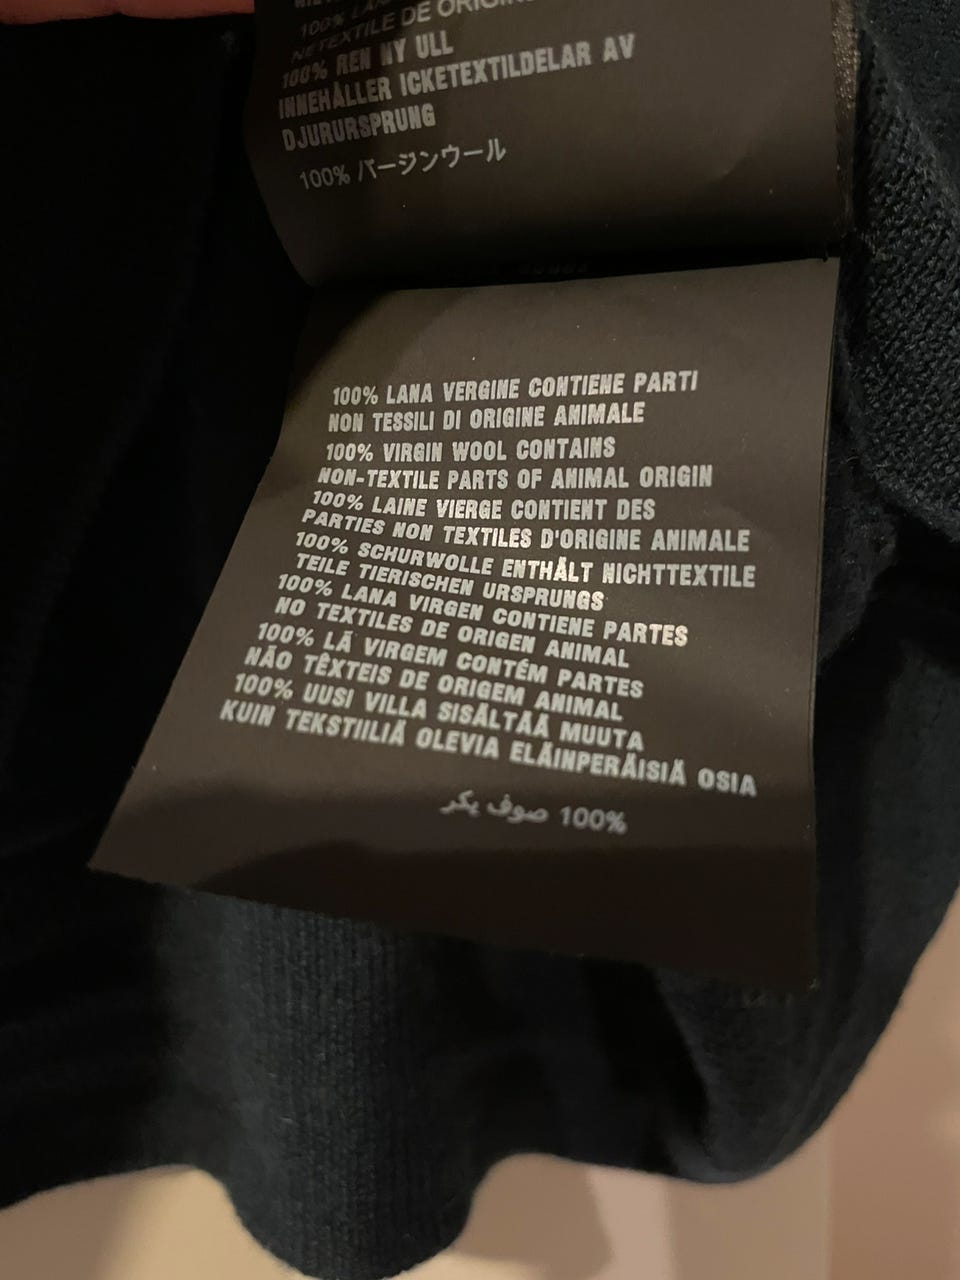 100%
NETEXTILE DE
100% REN NY ULL
INNEHÅLLER ICKETEXTILDELAR AV
DJURURSPRUNG
100% バージンウール
100% LANA VERGINE CONTIENE PARTI
NON TESSILI DI ORIGINE ANIMALE
100% VIRGIN WOOL CONTAINS
NON-TEXTILE PARTS OF ANIMAL ORIGIN
100% LAINE VIERGE CONTIENT DES
PARTIES NON TEXTILES D'ORIGINE ANIMALE
100% SCHURWOLLE ENTHÄLT NICHTTEXTILE
TEILE TIERISCHEN URSPRUNGS
100% LANA VIRGEN CONTIENE PARTES
NO TEXTILES DE ORIGEN ANIMAL
100% LÃ VIRGEM CONTÉM PARTES
NÃO TÊXTEIS DE ORIGEM ANIMAL
100% UUSI VILLA SISÄLTÄÄ MUUTA
KUIN TEKSTIILIÄ OLEVIA ELÄINPERÄISIÄ OSIA
100% صوف بكر